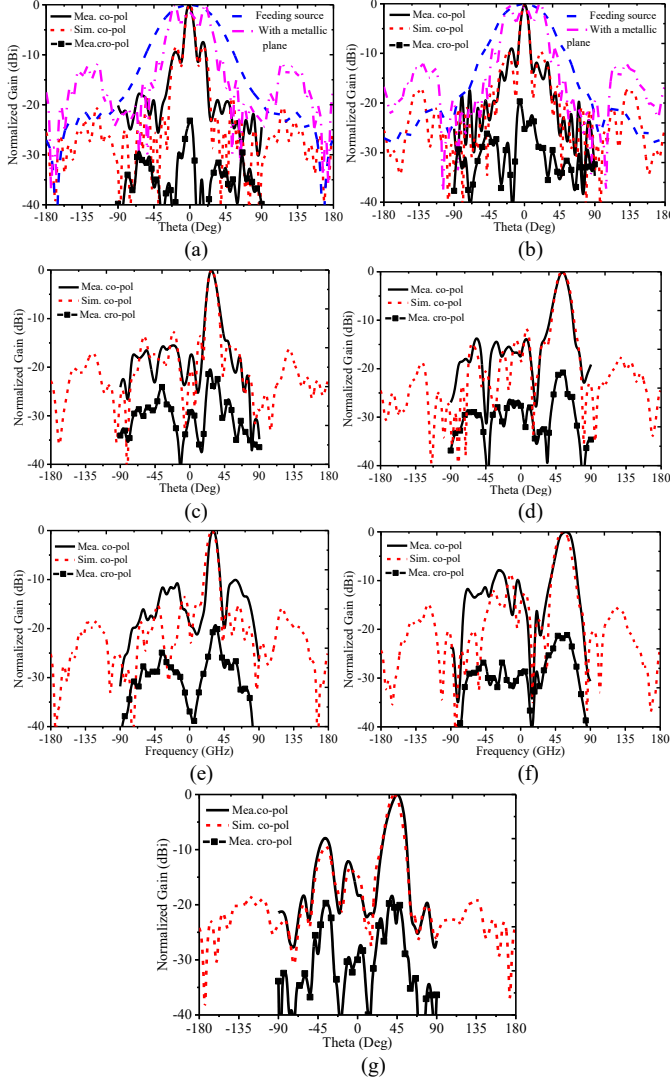 Mea. co-pol
Sim. co-pol
Mea.cro-pol
Feeding source
With a metallic
plane
0
-10
-20
-30
-40
Normalized Gain (dBi)
-180 -135 -90 -45 0 45 90 135 180
Theta (Deg)
(a)
Mea. co-pol
Sim. co-pol
Mea. cro-pol
Feeding source
With a metallic
plane
0
-10
-20
-30
-40
Normalized Gain (dBi)
-180 -135 -90 -45 0 45 90 135 180
Theta (Deg)
(b)
Mea. co-pol
Sim. co-pol
Mea. cro-pol
0
-10
-20
-30
-40
Normalized Gain (dBi)
-180 -135 -90 -45 0 45 90 135 180
Theta (Deg)
(c)
Mea. co-pol
Sim. co-pol
Mea. cro-pol
0
-10
-20
-30
-40
Normalized Gain (dBi)
-180 -135 -90 -45 0 45 90 135 180
Theta (Deg)
(d)
Mea. co-pol
Sim. co-pol
Mea. cro-pol
0
-10
-20
-30
-40
Normalized Gain (dBi)
-180 -135 -90 -45 0 45 90 135 180
Frequency (GHz)
(e)
Mea. co-pol
Sim. co-pol
Mea. cro-pol
0
-10
-20
-30
-40
Normalized Gain (dBi)
-180 -135 -90 -45 0 45 90 135 180
Frequency (GHz)
(f)
Mea.co-pol
Sim. co-pol
Mea. cro-pol
0
-10
-20
-30
-40
Normalized Gain (dBi)
-180 -135 -90 -45 0 45 90 135 180
Theta (Deg)
(g)